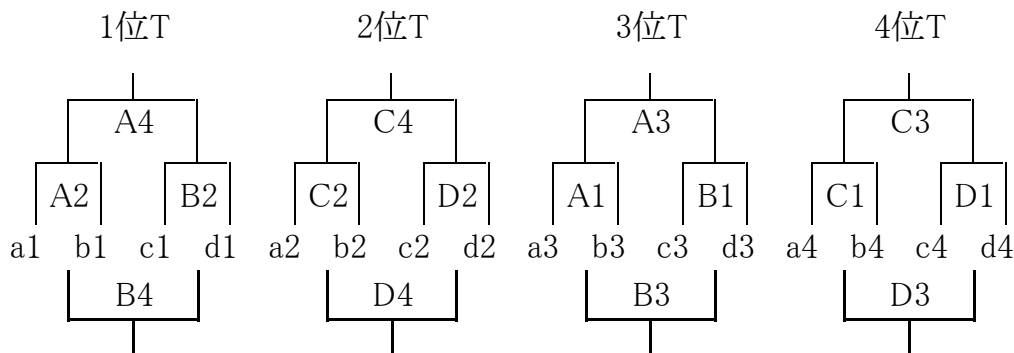 1位T 2位T 3位T 4位T
A4 C4 A3 C3
A2 B2 C2 D2 A1 B1 C1 D1
a1 b1 c1 d1 a2 b2 c2 d2 a3 b3 c3 d3 a4 b4 c4 d4
B4 D4 B3 D3